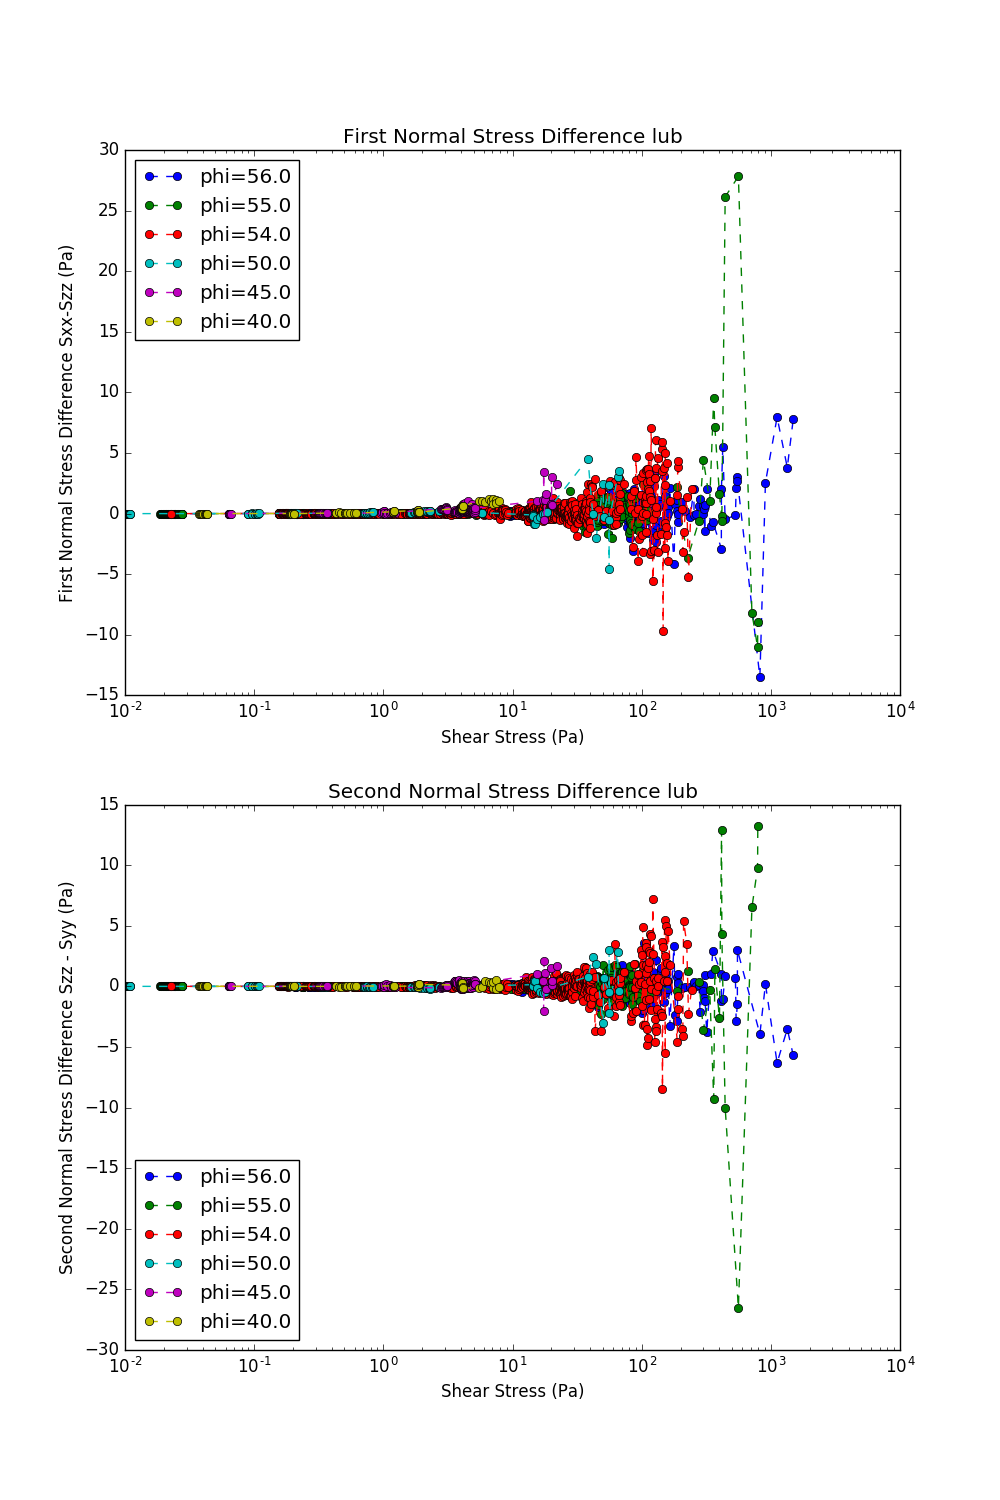 First Normal Stress Difference lub
30
25
20
15
10
5
0
−5
−10
−15
First Normal Stress Difference Sxx-Szz (Pa)
phi=56.0
phi=55.0
phi=54.0
phi=50.0
phi=45.0
phi=40.0
10⁻² 10⁻¹ 10⁰ 10¹ 10² 10³ 10⁴
Shear Stress (Pa)
Second Normal Stress Difference lub
15
10
5
0
−5
−10
−15
−20
−25
−30
Second Normal Stress Difference Szz - Syy (Pa)
phi=56.0
phi=55.0
phi=54.0
phi=50.0
phi=45.0
phi=40.0
10⁻² 10⁻¹ 10⁰ 10¹ 10² 10³ 10⁴
Shear Stress (Pa)